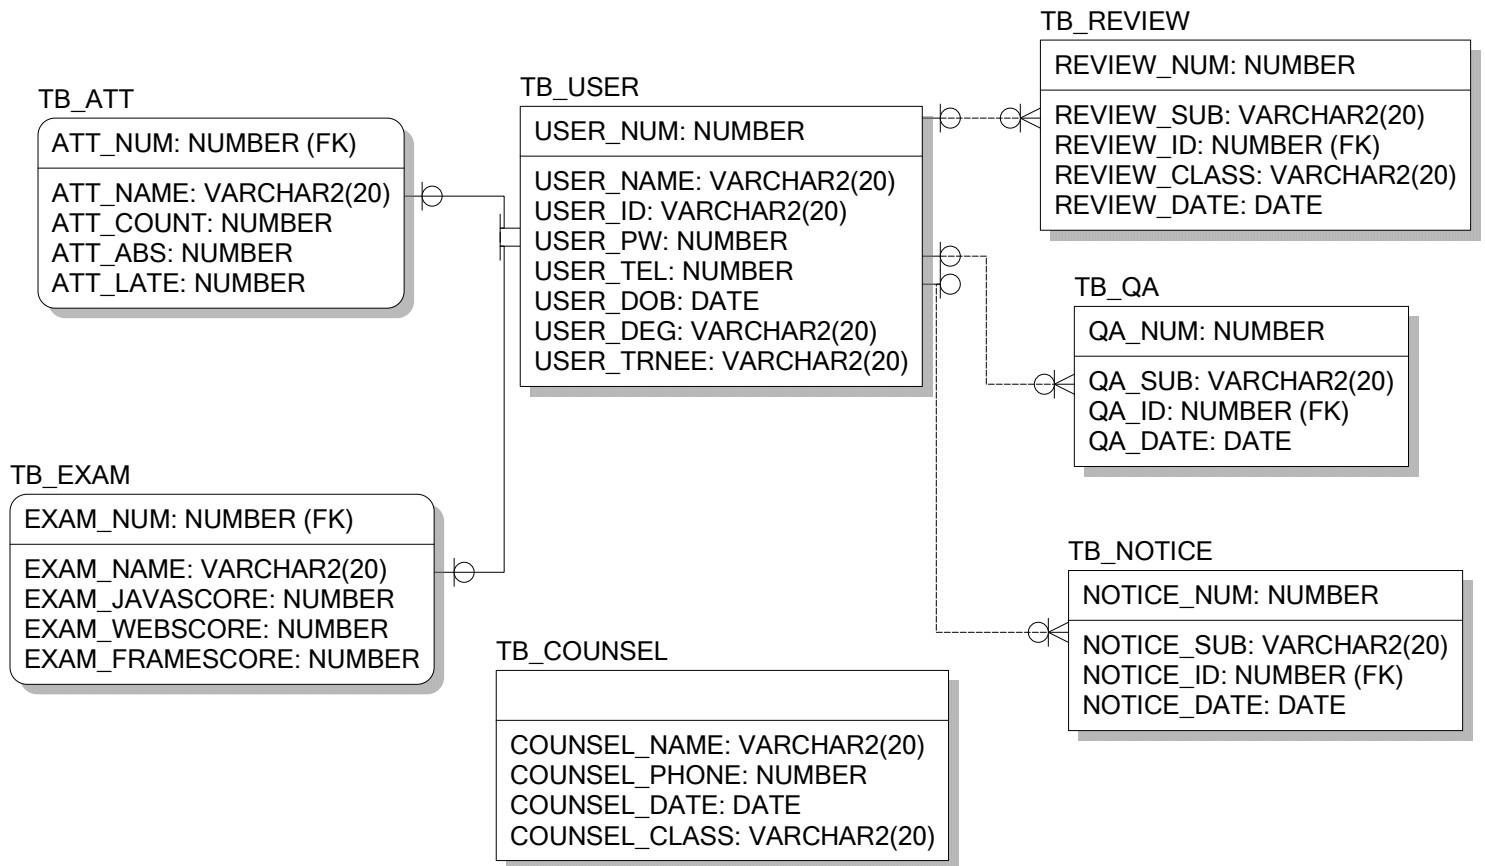 TB_REVIEW
REVIEW_NUM: NUMBER
REVIEW_SUB: VARCHAR2(20)
REVIEW_ID: NUMBER (FK)
REVIEW_CLASS: VARCHAR2(20)
REVIEW_DATE: DATE
TB_ATT
ATT_NUM: NUMBER (FK)
ATT_NAME: VARCHAR2(20)
ATT_COUNT: NUMBER
ATT_ABS: NUMBER
ATT_LATE: NUMBER
TB_USER
USER_NUM: NUMBER
USER_NAME: VARCHAR2(20)
USER_ID: VARCHAR2(20)
USER_PW: NUMBER
USER_TEL: NUMBER
USER_DOB: DATE
USER_DEG: VARCHAR2(20)
USER_TRNEE: VARCHAR2(20)
TB_QA
QA_NUM: NUMBER
QA_SUB: VARCHAR2(20)
QA_ID: NUMBER (FK)
QA_DATE: DATE
TB_EXAM
EXAM_NUM: NUMBER (FK)
EXAM_NAME: VARCHAR2(20)
EXAM_JAVASCORE: NUMBER
EXAM_WEBSCORE: NUMBER
EXAM_FRAMESCORE: NUMBER
TB_NOTICE
NOTICE_NUM: NUMBER
NOTICE_SUB: VARCHAR2(20)
NOTICE_ID: NUMBER (FK)
NOTICE_DATE: DATE
TB_COUNSEL
COUNSEL_NAME: VARCHAR2(20)
COUNSEL_PHONE: NUMBER
COUNSEL_DATE: DATE
COUNSEL_CLASS: VARCHAR2(20)